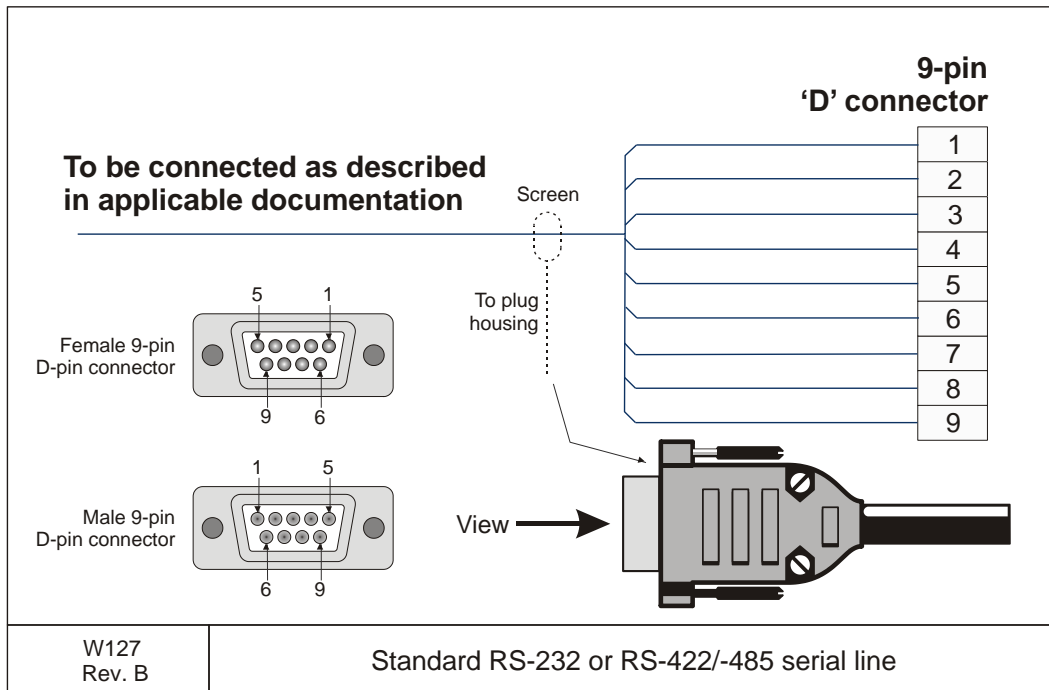 9-pin
‘D’ connector
1
2
3
4
5
6
7
8
9
To be connected as described
in applicable documentation
Screen
To plug
housing
5 1
Female 9-pin
D-pin connector
9 6
1 5
Male 9-pin
D-pin connector
6 9
View
W127
Rev. B
Standard RS-232 or RS-422/-485 serial line